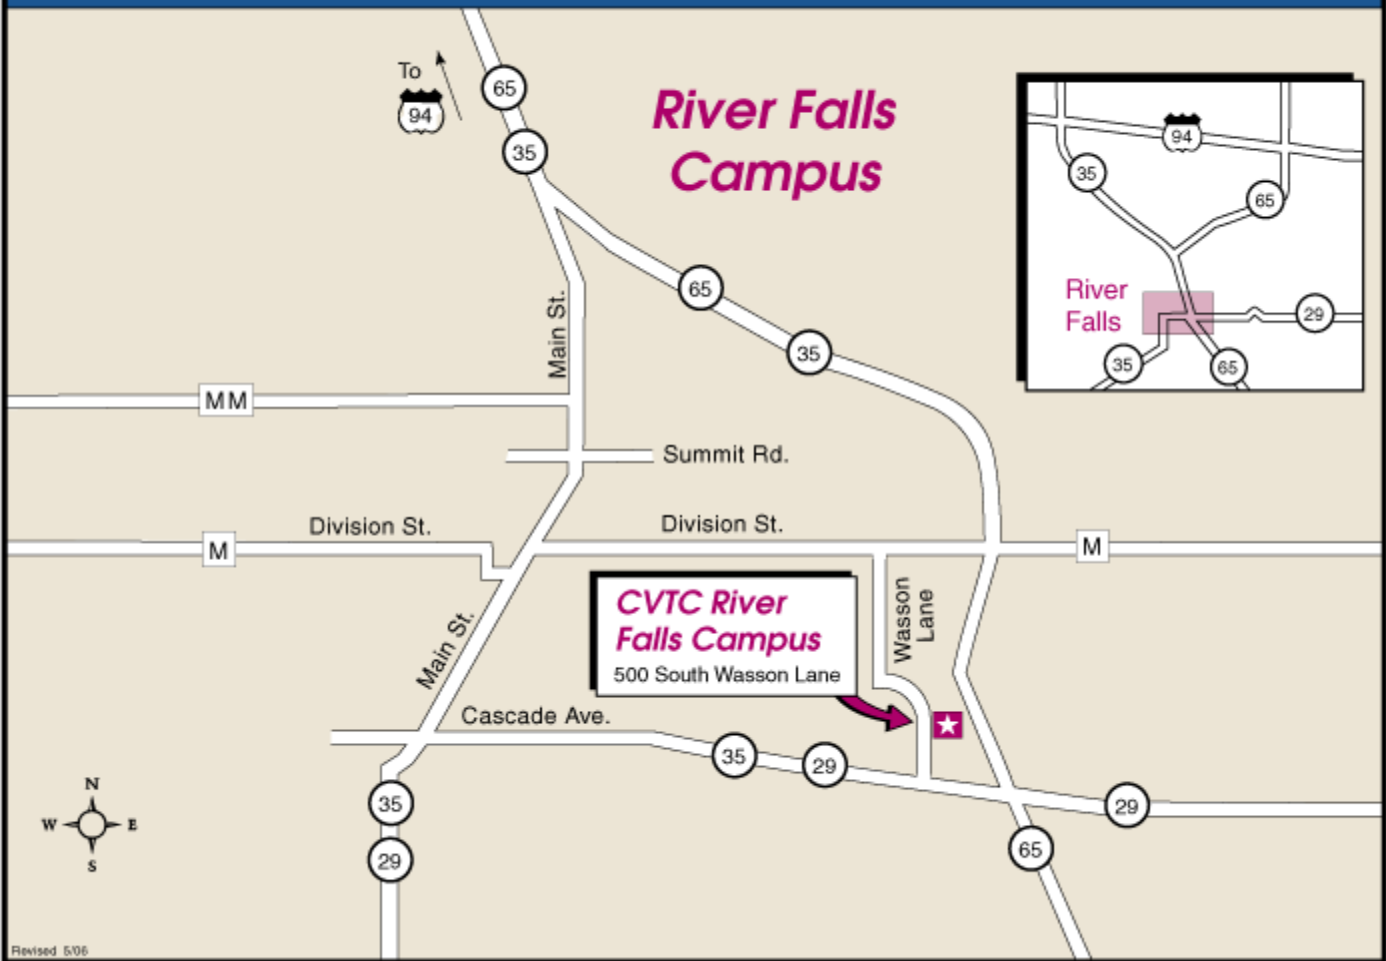 To
94
65
35
River Falls
Campus
94
35
65
River
Falls
29
35
65
65
35
Main St.
MM
Summit Rd.
Division St.
Division St.
M
M
CVTC River
Falls Campus
500 South Wasson Lane
Wasson
Lane
Main St.
Cascade Ave.
35
29
29
35
29
65
N
W
E
S
Revised 5/06